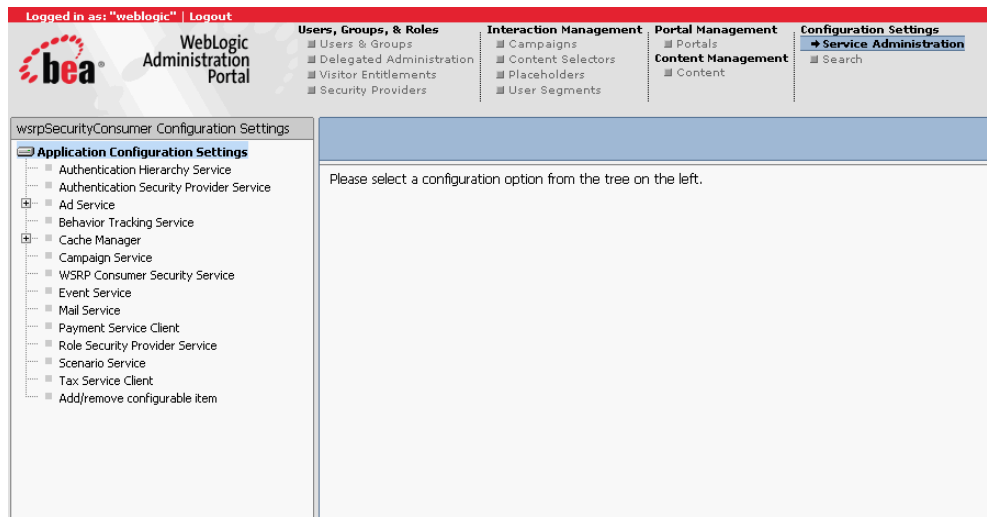 Logged in as: "weblogic" | Logout
bea
WebLogic
Administration
Portal
Users, Groups, & Roles
Users & Groups
Delegated Administration
Visitor Entitlements
Security Providers
Interaction Management
Campaigns
Content Selectors
Placeholders
User Segments
Portal Management
Portals
Content Management
Content
Configuration Settings
Service Administration
Search
wsrpSecurityConsumer Configuration Settings
Application Configuration Settings
Authentication Hierarchy Service
Authentication Security Provider Service
Ad Service
Behavior Tracking Service
Cache Manager
Campaign Service
WSRP Consumer Security Service
Event Service
Mail Service
Payment Service Client
Role Security Provider Service
Scenario Service
Tax Service Client
Add/remove configurable item
Please select a configuration option from the tree on the left.